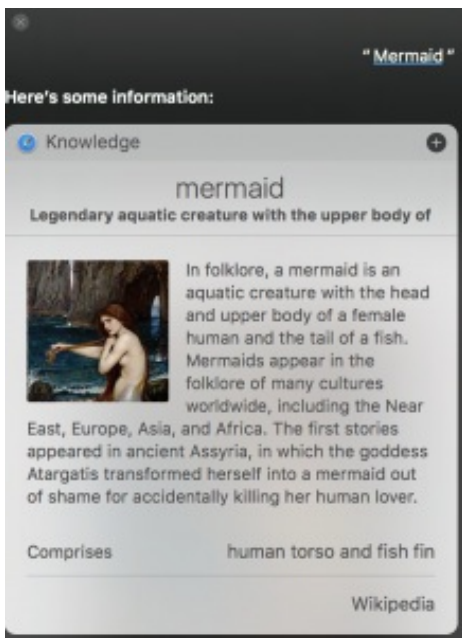 “Mermaid“
Here's some information:
Knowledge
mermaid
Legendary aquatic creature with the upper body of
In folklore, a mermaid is an
aquatic creature with the head
and upper body of a female
human and the tail of a fish.
Mermaids appear in the
folklore of many cultures
worldwide, including the Near
East, Europe, Asia, and Africa. The first stories
appeared in ancient Assyria, in which the goddess
Atargatis transformed herself into a mermaid out
of shame for accidentally killing her human lover.
Comprises human torso and fish fin
Wikipedia